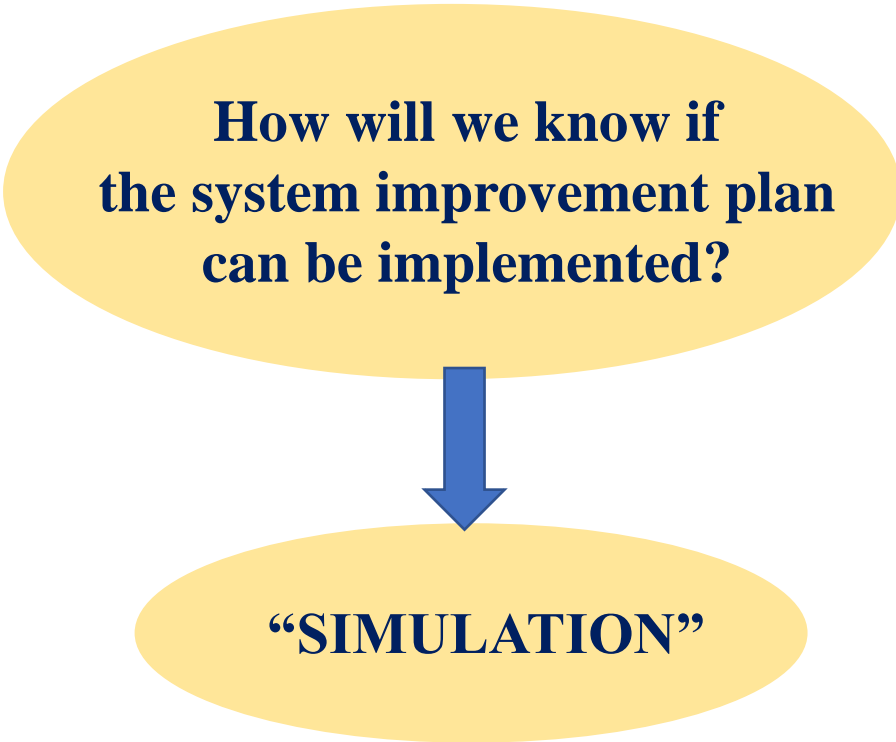 How will we know if
the system improvement plan
can be implemented?
“SIMULATION”